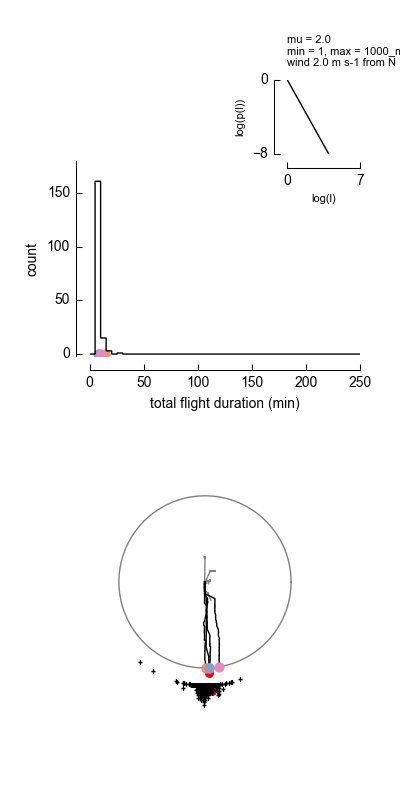 mu = 2.0
min = 1, max = 1000_m
wind 2.0 m s-1 from N
0
−8
log(p(l))
0 7
log(l)
150
100
50
0
count
0 50 100 150 200 250
total flight duration (min)